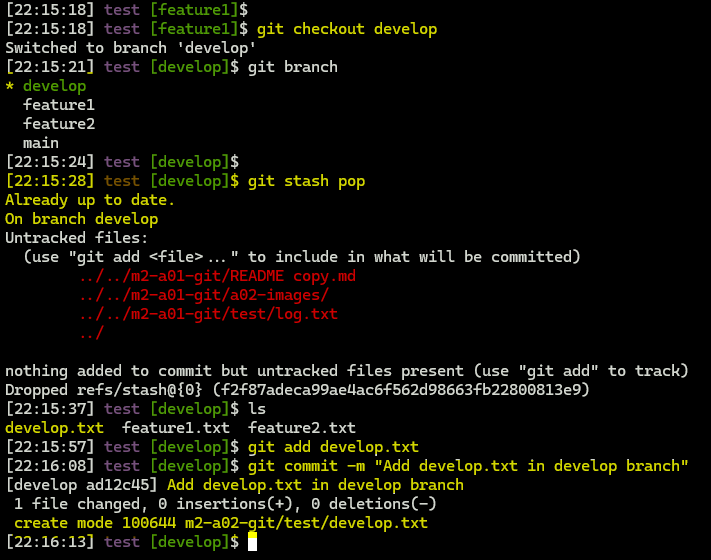 [22:15:18] test [feature1]$
[22:15:18] test [feature1]$ git checkout develop
Switched to branch 'develop'
[22:15:21] test [develop]$ git branch
* develop
  feature1
  feature2
  main
[22:15:24] test [develop]$
[22:15:28] test [develop]$ git stash pop
Already up to date.
On branch develop
Untracked files:
  (use "git add <file>..." to include in what will be committed)
        ../../m2-a01-git/README copy.md
        ../../m2-a01-git/a02-images/
        ../../m2-a01-git/test/log.txt
        ../

nothing added to commit but untracked files present (use "git add" to track)
Dropped refs/stash@{0} (f2f87adeca99ae4ac6f562d98663fb22800813e9)
[22:15:37] test [develop]$ ls
develop.txt  feature1.txt  feature2.txt
[22:15:57] test [develop]$ git add develop.txt
[22:16:08] test [develop]$ git commit -m "Add develop.txt in develop branch"
[develop ad12c45] Add develop.txt in develop branch
 1 file changed, 0 insertions(+), 0 deletions(-)
 create mode 100644 m2-a02-git/test/develop.txt
[22:16:13] test [develop]$